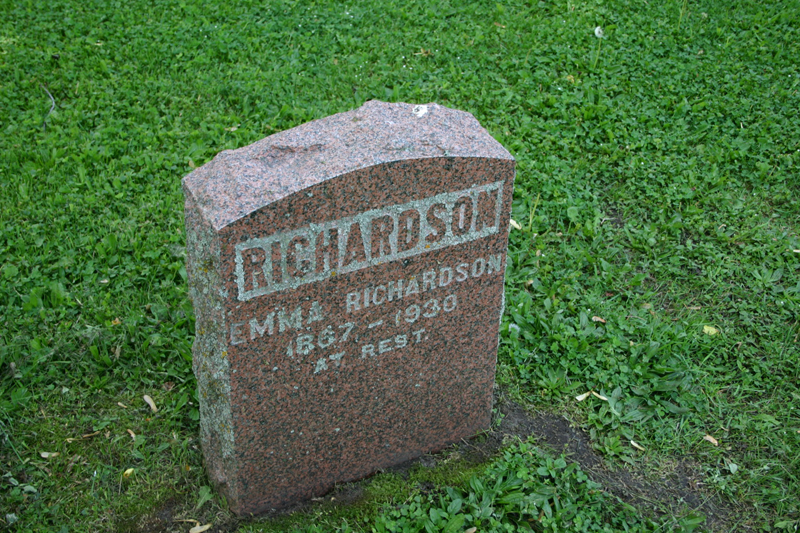 RICHARDSON
EMMA RICHARDSON
1867 - 1930
AT REST.